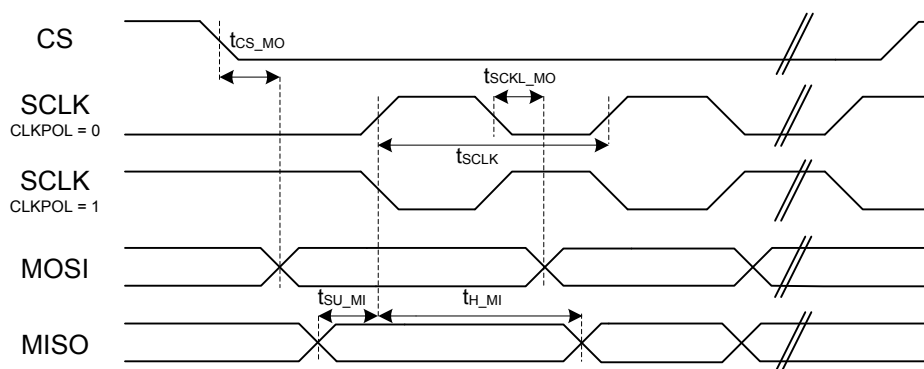 CS
tCS_MO
SCLK
CLKPOL = 0
tSCKL_MO
tSCLK
SCLK
CLKPOL = 1
MOSI
tSU_MI
tH_MI
MISO